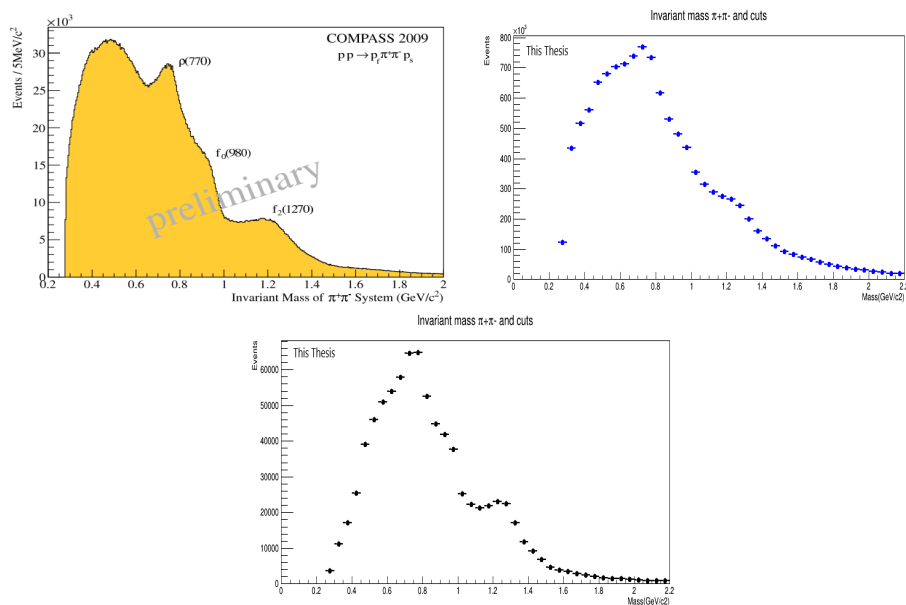 ×10³
COMPASS 2009
p p → p_f π⁺π⁻ p_s
ρ(770)
f₀(980)
f₂(1270)
preliminary
Events / 5MeV/c²
30
25
20
15
10
5
0
0.2 0.4 0.6 0.8 1 1.2 1.4 1.6 1.8 2
Invariant Mass of π⁺π⁻ System (GeV/c²)
Invariant mass π+π- and cuts
×10³
Events
This Thesis
800
700
600
500
400
300
200
100
0
0 0.2 0.4 0.6 0.8 1 1.2 1.4 1.6 1.8 2 2.2
Mass(GeV/c2)
Invariant mass π+π- and cuts
Events
This Thesis
60000
50000
40000
30000
20000
10000
0
0 0.2 0.4 0.6 0.8 1 1.2 1.4 1.6 1.8 2 2.2
Mass(GeV/c2)